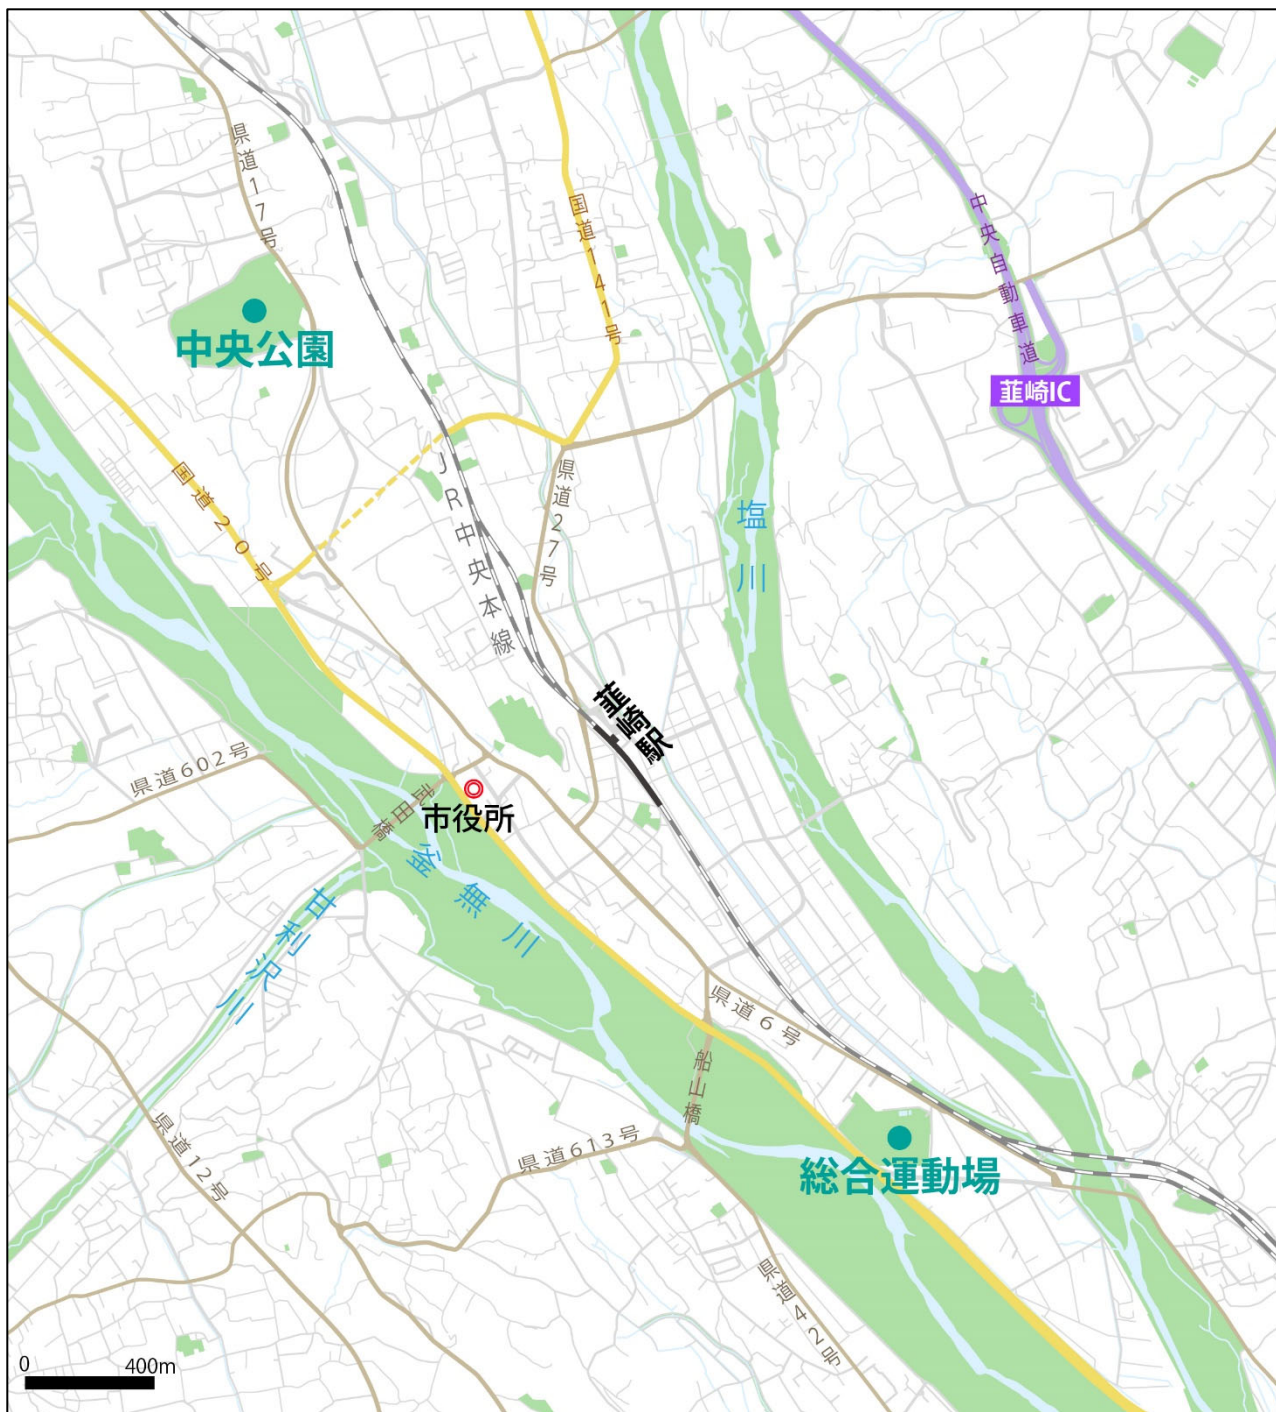 県道17号
国道141号
中央自動車道
中央公園
韮崎IC
国道20号
JR中央本線
県道27号
塩川
韮崎駅
県道602号
武田橋
市役所
釜無川
甘利沢川
県道6号
船山橋
県道12号
県道613号
総合運動場
県道42号
0 400m